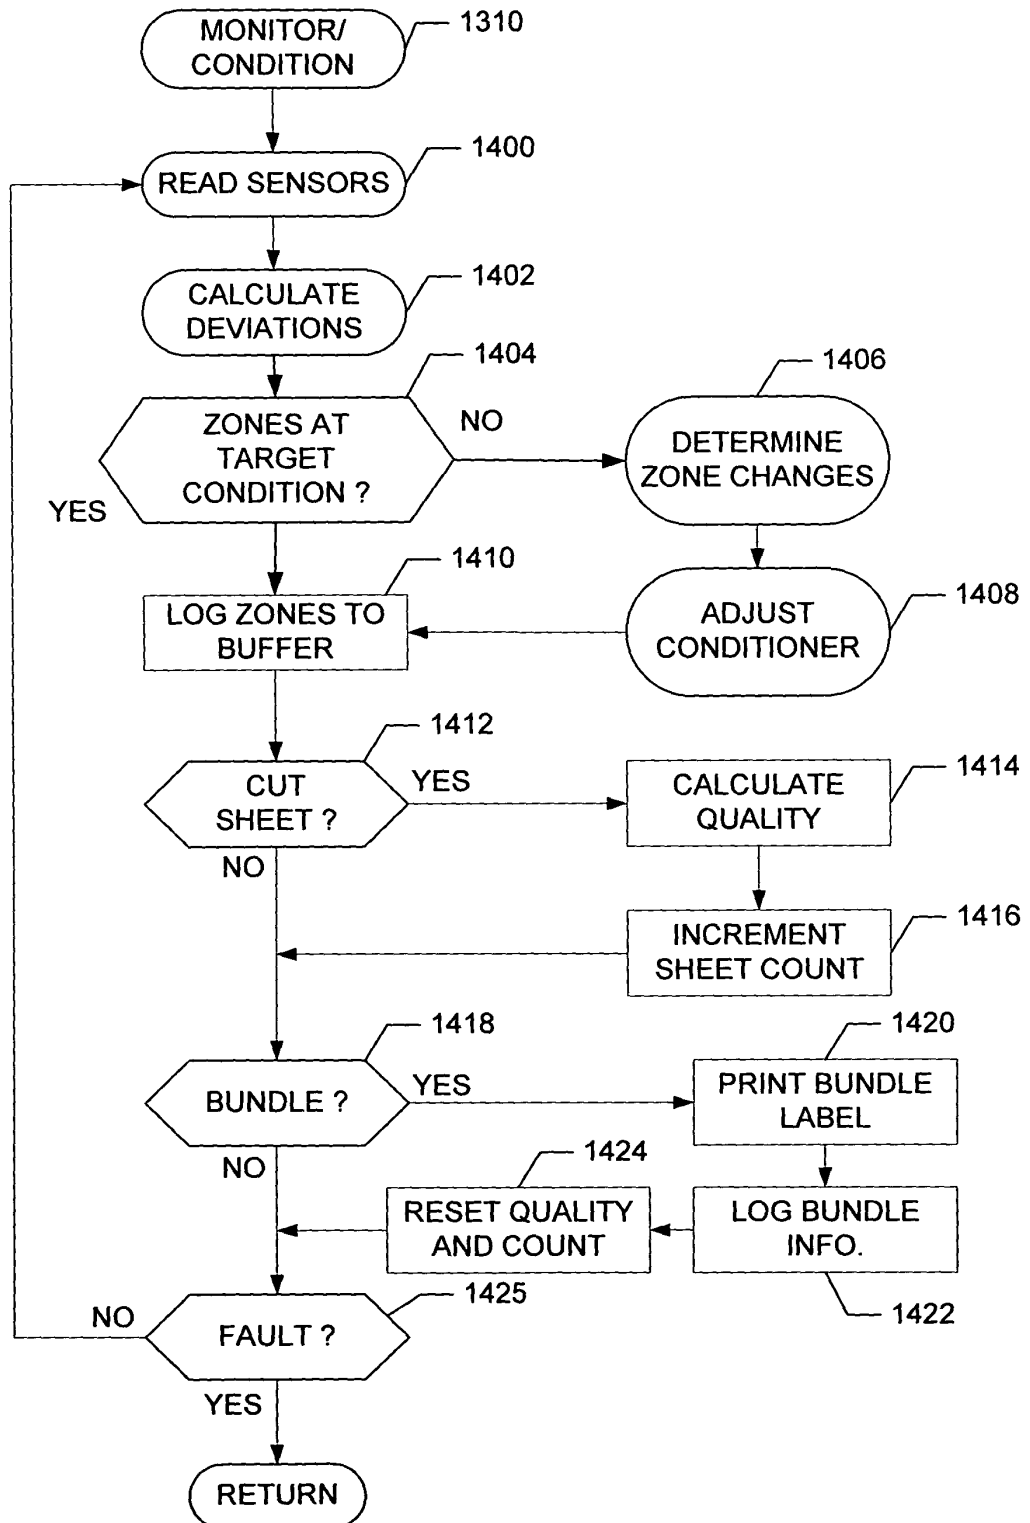 MONITOR/
CONDITION
1310
READ SENSORS
1400
CALCULATE
DEVIATIONS
1402
1404
ZONES AT
TARGET
CONDITION ?
NO
YES
1406
DETERMINE
ZONE CHANGES
1410
LOG ZONES TO
BUFFER
ADJUST
CONDITIONER
1408
1412
CUT
SHEET ?
YES
NO
CALCULATE
QUALITY
1414
INCREMENT
SHEET COUNT
1416
1418
BUNDLE ?
YES
NO
1420
PRINT BUNDLE
LABEL
1424
RESET QUALITY
AND COUNT
LOG BUNDLE
INFO.
1422
1425
FAULT ?
NO
YES
RETURN